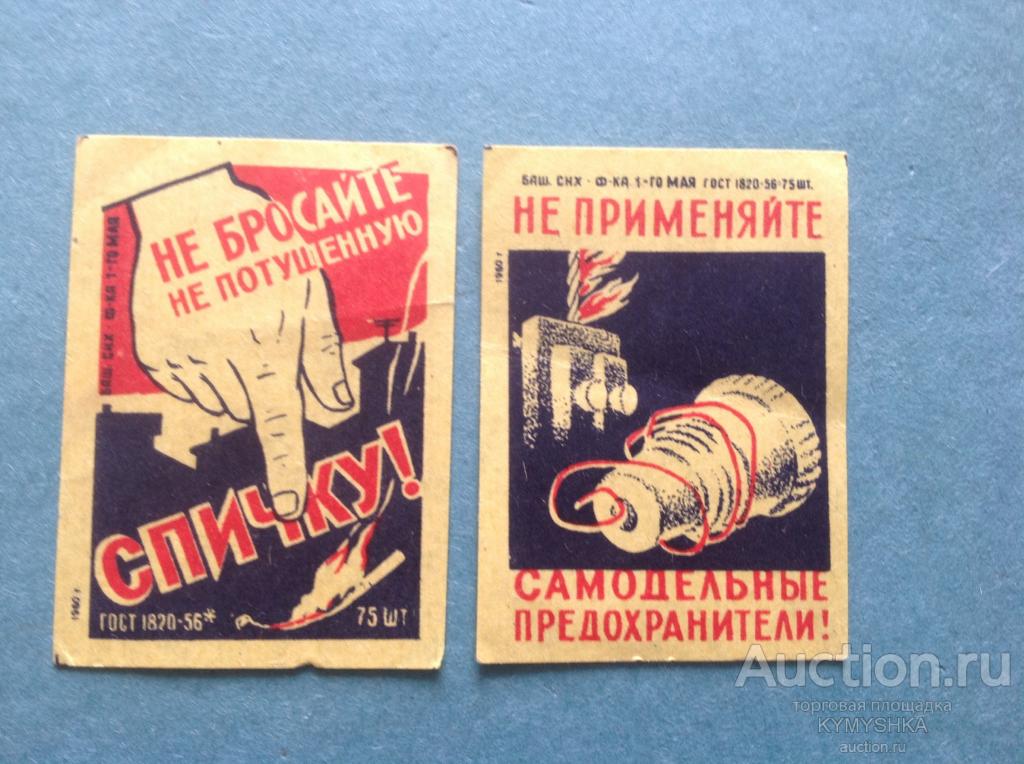 НЕ БРОСАЙТЕ
НЕ ПОТУШЕННУЮ
СПИЧКУ!
БАШ. СНХ · Ф-КА 1-ГО МАЯ
1960 г
ГОСТ 1820-56*
75 ШТ
БАШ. СНХ · Ф-КА 1-ГО МАЯ ГОСТ 1820-56·75 ШТ.
НЕ ПРИМЕНЯЙТЕ
1960 г
САМОДЕЛЬНЫЕ
ПРЕДОХРАНИТЕЛИ!
Auction.ru
торговая площадка
KYMYSHKA
auction.ru